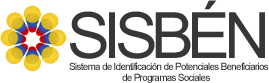 SISBÉN
Sistema de Identificación de Potenciales Beneficiarios
de Programas Sociales